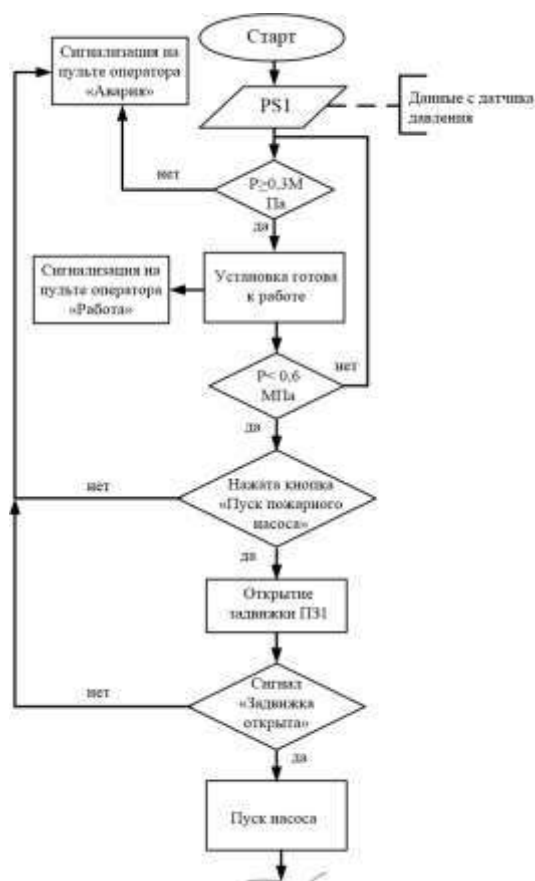 Старт
Сигнализация на
пульте оператора
«Авария»
PS1
Данные с датчика
давления
нет
P≥0.3М
Па
да
Сигнализация на
пульте оператора
«Работа»
Установка готова
к работе
P< 0,6
МПа
нет
да
нет
Нажата кнопка
«Пуск пожарного
насоса»
да
Открытие
задвижки ПЗ1
нет
Сигнал
«Задвижка
открыта»
да
Пуск насоса